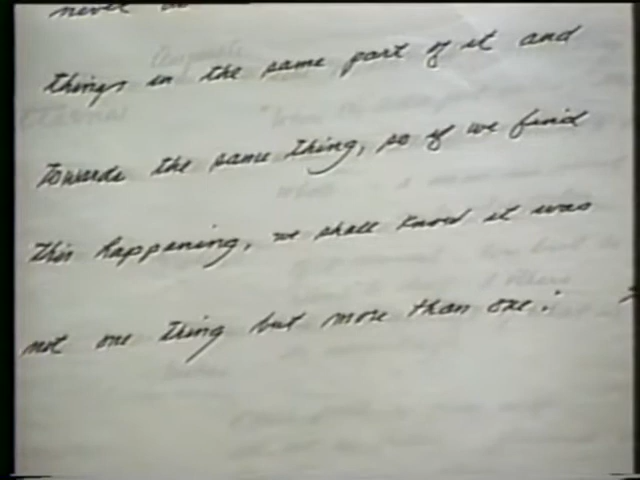 never
things in the same part of it and
towards the same thing, so if we find
this happening, we shall know it was
not one thing but more than one.'